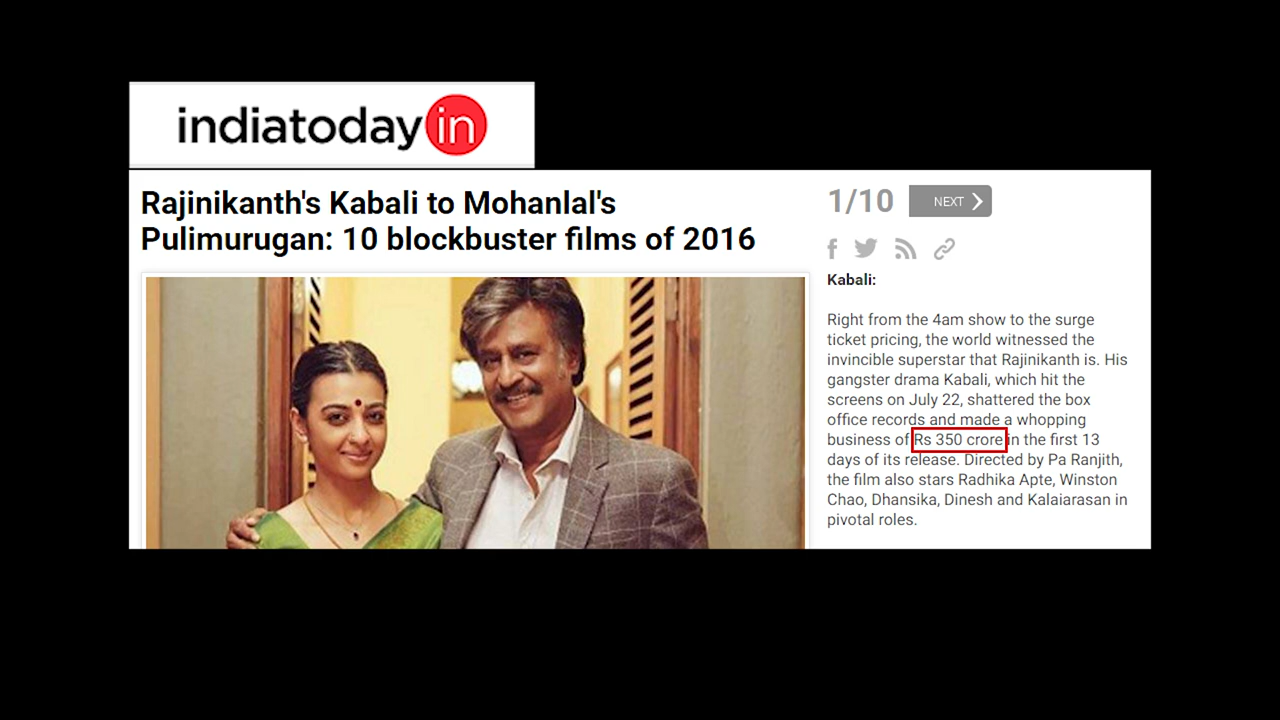 indiatoday in
Rajinikanth's Kabali to Mohanlal's
Pulimurugan: 10 blockbuster films of 2016
1/10
NEXT
Kabali:
Right from the 4am show to the surge
ticket pricing, the world witnessed the
invincible superstar that Rajinikanth is. His
gangster drama Kabali, which hit the
screens on July 22, shattered the box
office records and made a whopping
business of Rs 350 crore in the first 13
days of its release. Directed by Pa Ranjith,
the film also stars Radhika Apte, Winston
Chao, Dhansika, Dinesh and Kalaiarasan in
pivotal roles.